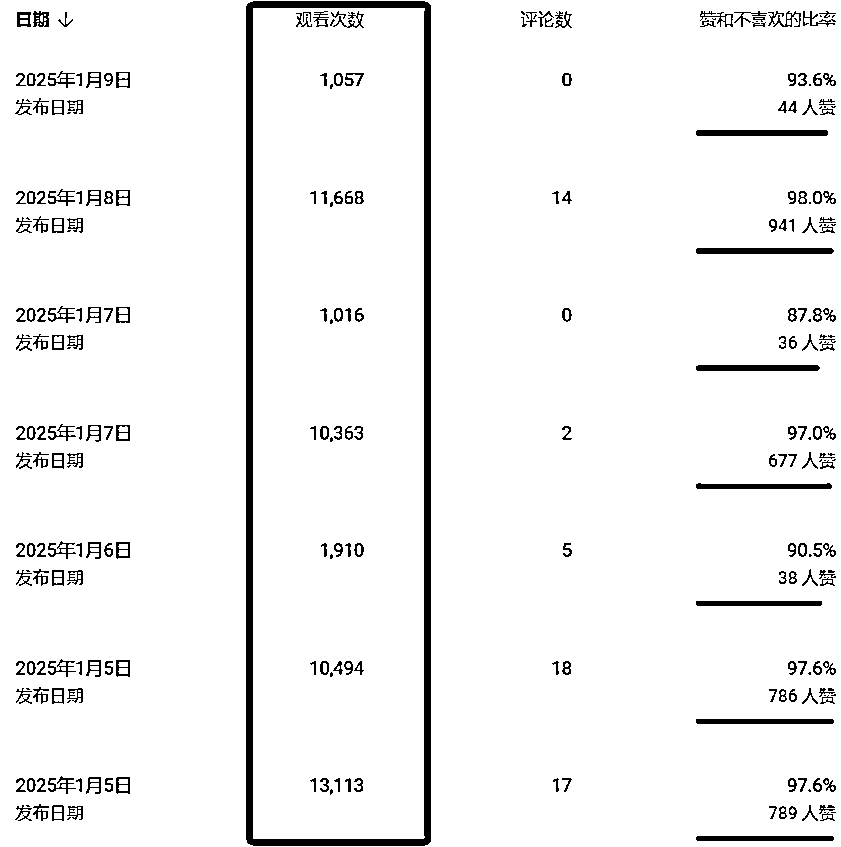 日期 ↓ 观看次数 评论数 赞和不喜欢的比率
2025年1月9日 1,057 0 93.6%
发布日期 44 人赞
2025年1月8日 11,668 14 98.0%
发布日期 941 人赞
2025年1月7日 1,016 0 87.8%
发布日期 36 人赞
2025年1月7日 10,363 2 97.0%
发布日期 677 人赞
2025年1月6日 1,910 5 90.5%
发布日期 38 人赞
2025年1月5日 10,494 18 97.6%
发布日期 786 人赞
2025年1月5日 13,113 17 97.6%
发布日期 789 人赞